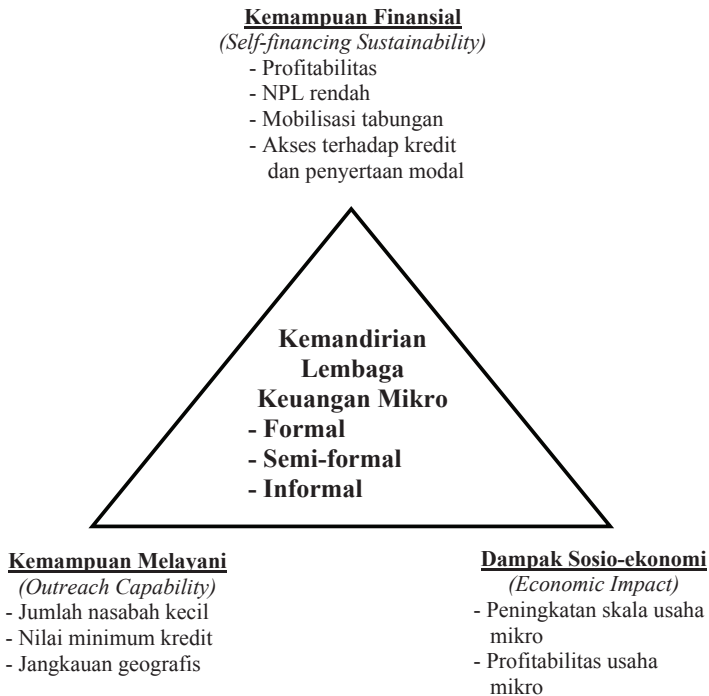 Kemampuan Finansial
(Self-financing Sustainability)
- Profitabilitas
- NPL rendah
- Mobilisasi tabungan
- Akses terhadap kredit
dan penyertaan modal
Kemandirian
Lembaga
Keuangan Mikro
- Formal
- Semi-formal
- Informal
Kemampuan Melayani
(Outreach Capability)
- Jumlah nasabah kecil
- Nilai minimum kredit
- Jangkauan geografis
Dampak Sosio-ekonomi
(Economic Impact)
- Peningkatan skala usaha
mikro
- Profitabilitas usaha
mikro